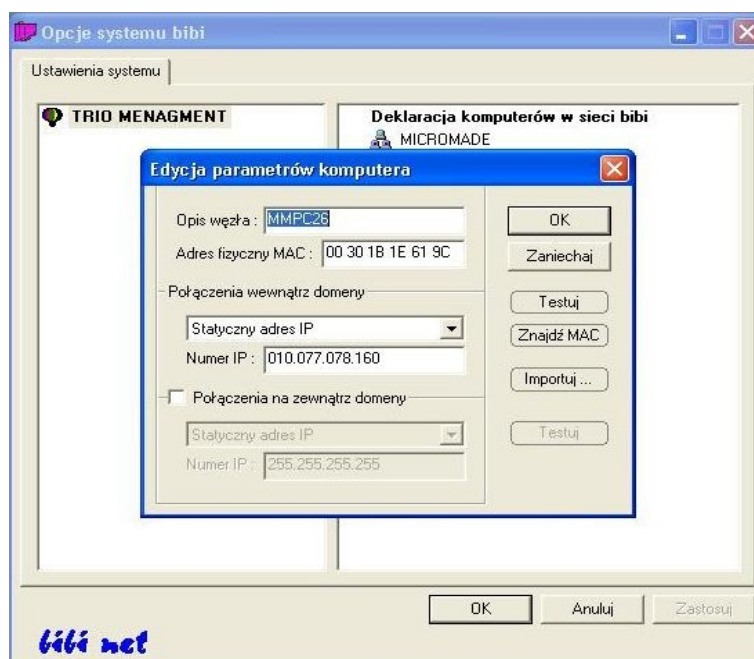 Opcje systemu bibi
Ustawienia systemu
TRIO MENAGMENT
Deklaracja komputerów w sieci bibi
MICROMADE
Edycja parametrów komputera
Opis węzła : MMPC26
Adres fizyczny MAC : 00 30 1B 1E 61 9C
Połączenia wewnątrz domeny
Statyczny adres IP
Numer IP : 010.077.078.160
Połączenia na zewnątrz domeny
Statyczny adres IP
Numer IP : 255.255.255.255
OK
Zaniechaj
Testuj
Znajdź MAC
Importuj ...
Testuj
OK Anuluj Zastosuj
bibi net